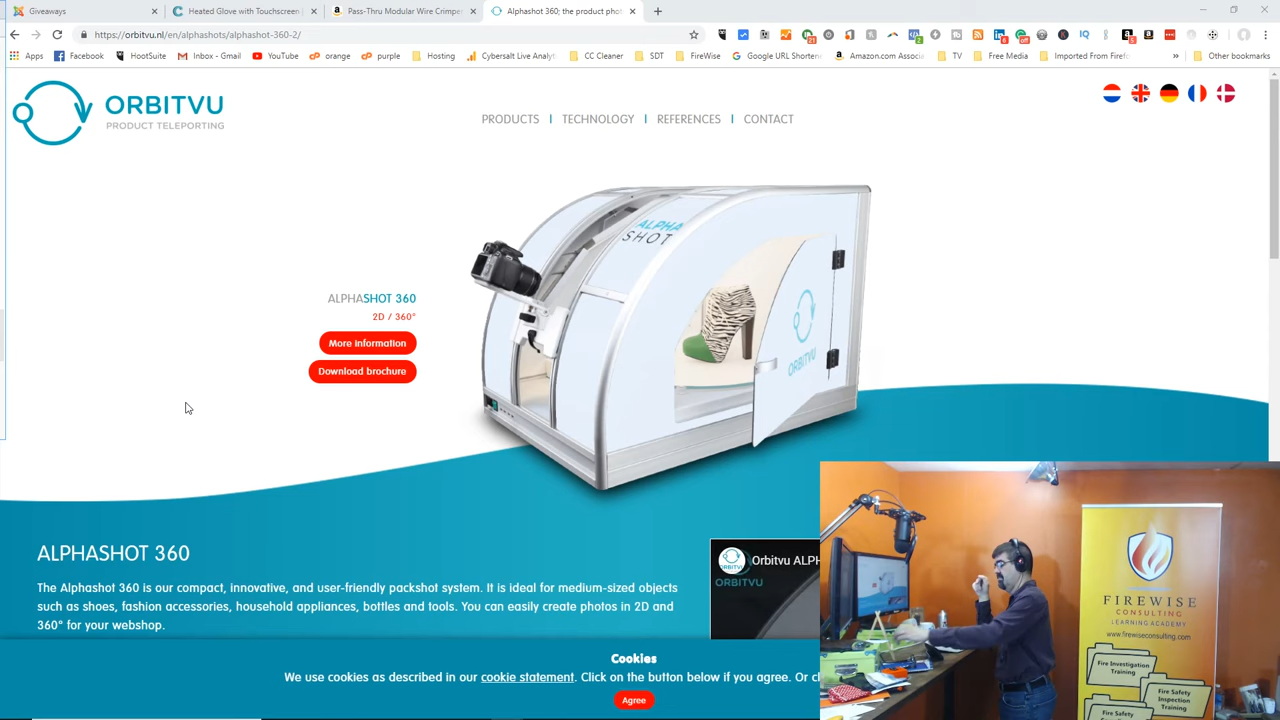 Giveaways
Heated Glove with Touchscreen
Pass-Thru Modular Wire Crimper
Alphashot 360; the product phot
https://orbitvu.nl/en/alphashots/alphashot-360-2/
Apps Facebook HootSuite Inbox - Gmail YouTube orange purple Hosting Cybersalt Live Analyt CC Cleaner SDT FireWise Google URL Shortene Amazon.com Associa TV Free Media Imported From Firefo » Other bookmarks
ORBITVU
PRODUCT TELEPORTING
PRODUCTS | TECHNOLOGY | REFERENCES | CONTACT
ALPHA
SHOT
ORBITVU
ALPHASHOT 360
2D / 360°
More information
Download brochure
ALPHASHOT 360
The Alphashot 360 is our compact, innovative, and user-friendly packshot system. It is ideal for medium-sized objects
such as shoes, fashion accessories, household appliances, bottles and tools. You can easily create photos in 2D and
360° for your webshop.
Orbitvu ALP
ORBITVU
Cookies
We use cookies as described in our cookie statement. Click on the button below if you agree. Or cl
Agree
FIREWISE
CONSULTING
LEARNING ACADEMY
www.firewiseconsulting.com
Fire Investigation
Training
Fire Safety
Inspection
Training
Fire Safety